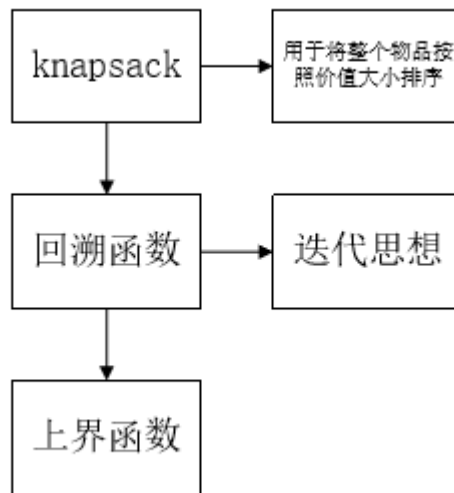 knapsack
用于将整个物品按
照价值大小排序
回溯函数
迭代思想
上界函数